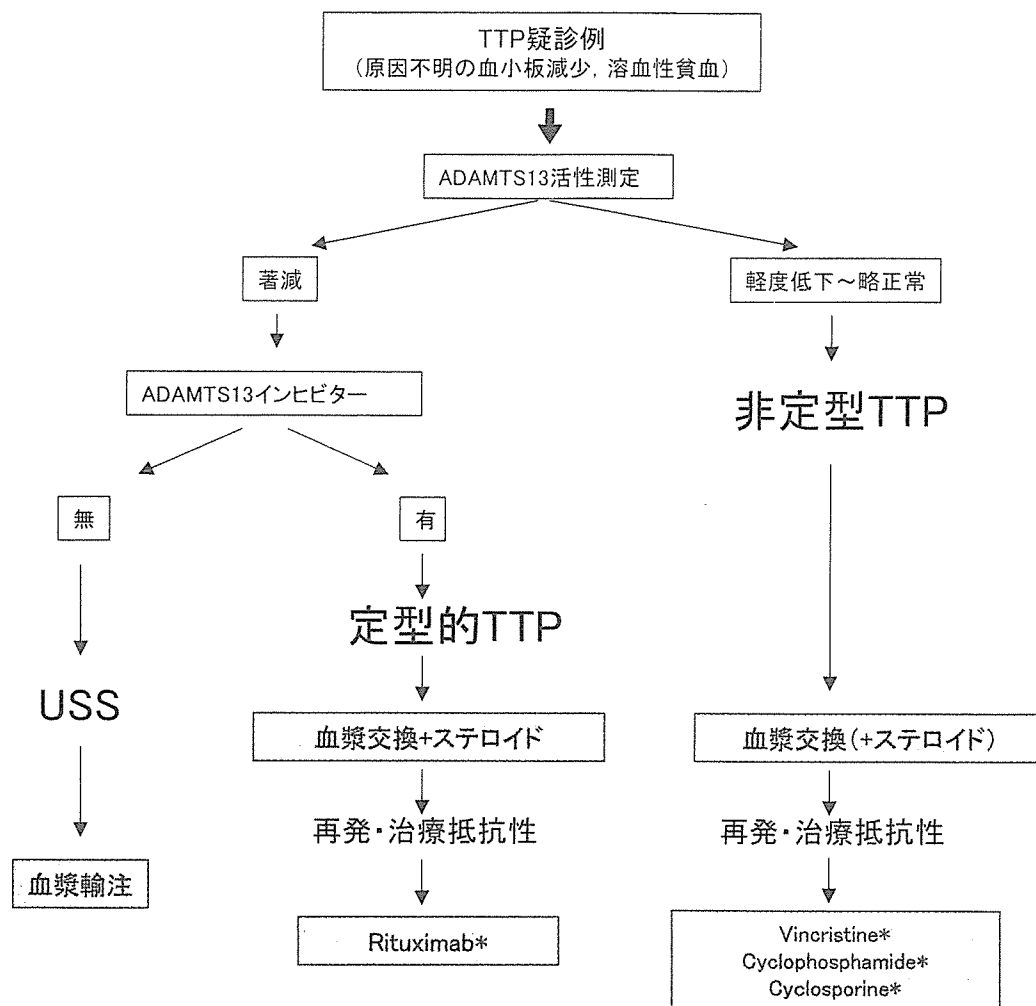 TTP疑診例
（原因不明の血小板減少, 溶血性貧血）
ADAMTS13活性測定
著減
軽度低下～略正常
ADAMTS13インヒビター
非定型TTP
無
有
定型的TTP
USS
血漿交換+ステロイド
血漿交換(+ステロイド)
再発・治療抵抗性
再発・治療抵抗性
血漿輸注
Rituximab*
Vincristine*
Cyclophosphamide*
Cyclosporine*